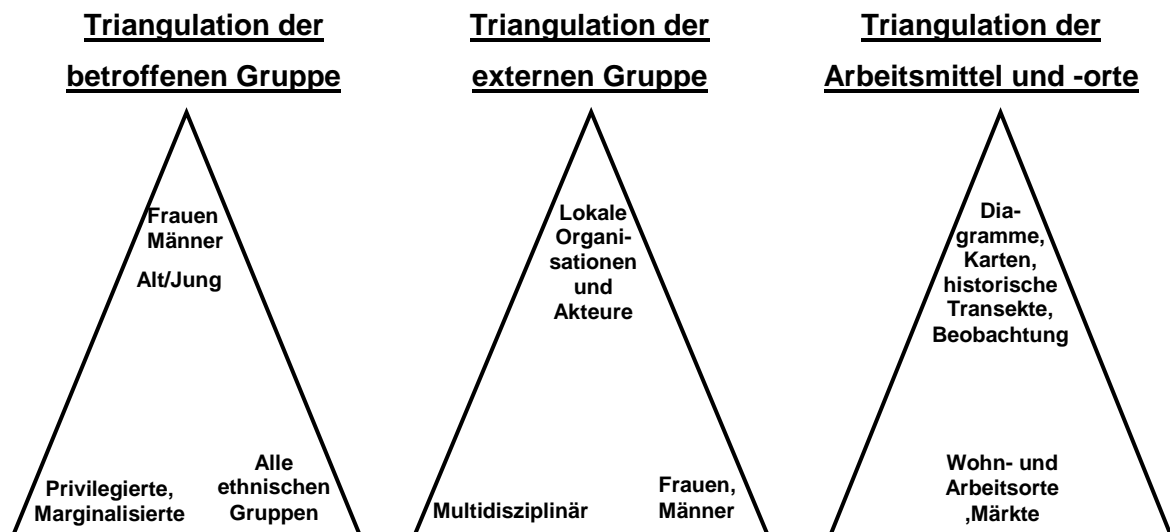 Triangulation der
betroffenen Gruppe
Frauen
Männer
Alt/Jung
Privilegierte,
Marginalisierte
Alle
ethnischen
Gruppen
Triangulation der
externen Gruppe
Lokale
Organi-
sationen
und
Akteure
Multidisziplinär
Frauen,
Männer
Triangulation der
Arbeitsmittel und -orte
Dia-
gramme,
Karten,
historische
Transekte,
Beobachtung
Wohn- und
Arbeitsorte
,Märkte